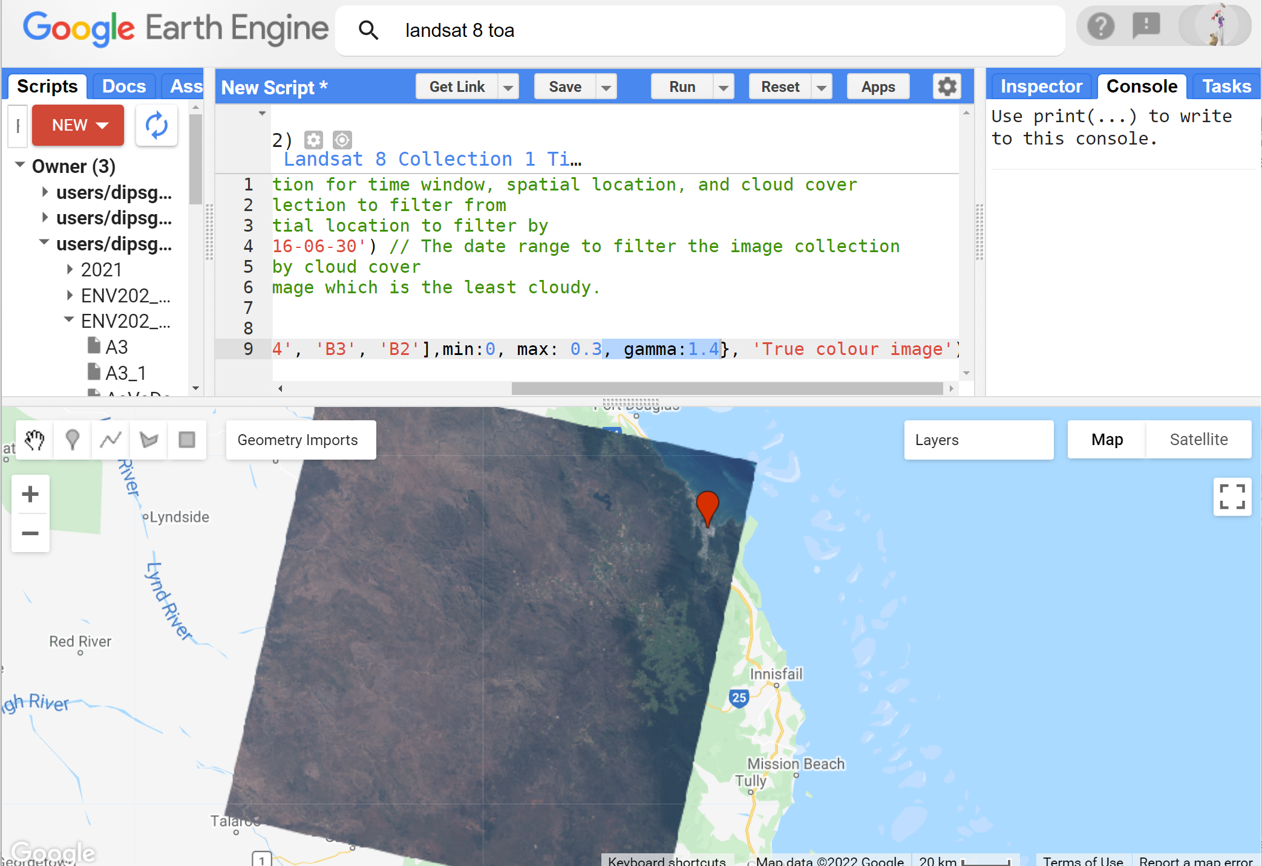 Google Earth Engine
landsat 8 toa
Scripts
Docs
Ass
NEW
Owner (3)
users/dipsg...
users/dipsg...
users/dipsg...
2021
ENV202_...
ENV202_...
A3
A3_1
New Script *
Get Link
Save
Run
Reset
Apps
2)
Landsat 8 Collection 1 Ti…
1 tion for time window, spatial location, and cloud cover
2 lection to filter from
3 tial location to filter by
4 16-06-30') // The date range to filter the image collection
5 by cloud cover
6 mage which is the least cloudy.
7
8
9 4', 'B3', 'B2'],min:0, max: 0.3, gamma:1.4}, 'True colour image')
Inspector
Console
Tasks
Use print(...) to write
to this console.
Geometry Imports
Layers
Map
Satellite
+
−
Port Douglas
River
Lyndside
Lynd River
Red River
gh River
Innisfail
25
Mission Beach
Tully
1
Google
Keyboard shortcuts
Map data ©2022 Google
20 km
Terms of Use
Report a map error